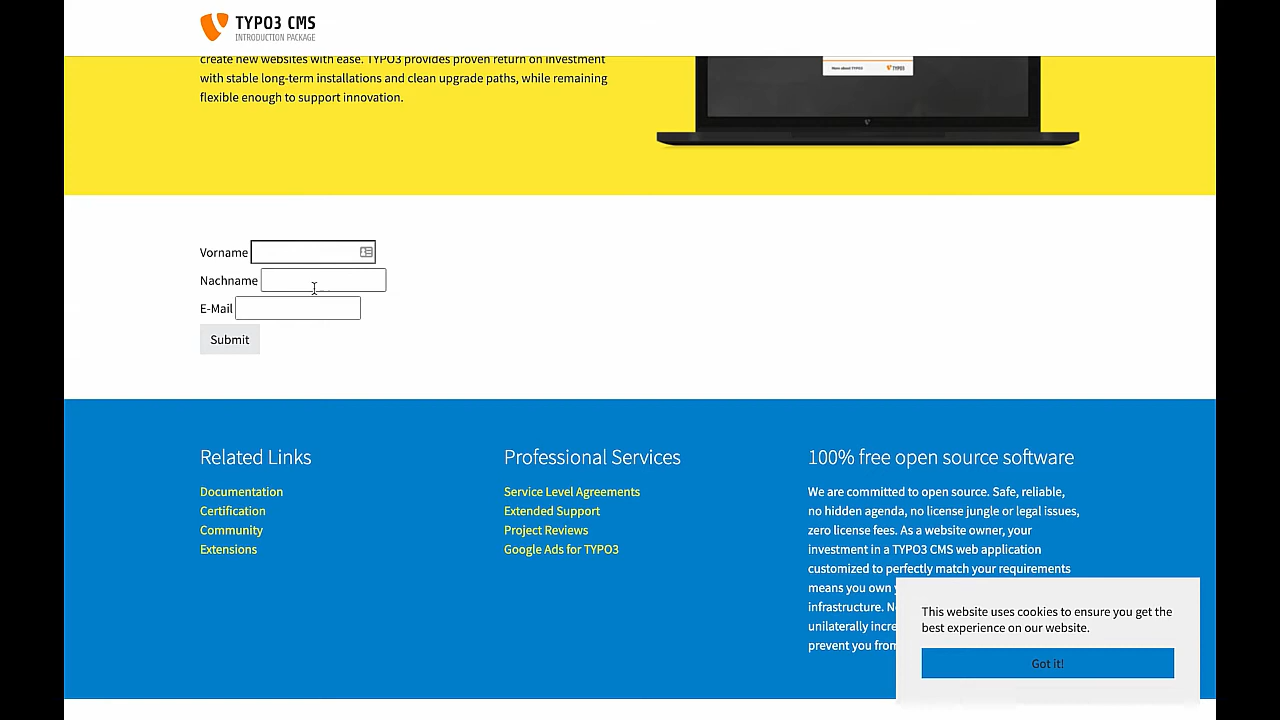 TYPO3 CMS
INTRODUCTION PACKAGE
create new websites with ease. TYPO3 provides proven return on investment
with stable long-term installations and clean upgrade paths, while remaining
flexible enough to support innovation.
TYPO3
Vorname
Nachname
E-Mail
Submit
Related Links
Documentation
Certification
Community
Extensions
Professional Services
Service Level Agreements
Extended Support
Project Reviews
Google Ads for TYPO3
100% free open source software
We are committed to open source. Safe, reliable,
no hidden agenda, no license jungle or legal issues,
zero license fees. As a website owner, your
investment in a TYPO3 CMS web application
customized to perfectly match your requirements
means you own
infrastructure.
unilaterally
prevent you
This website uses cookies to ensure you get the
best experience on our website.
Got it!